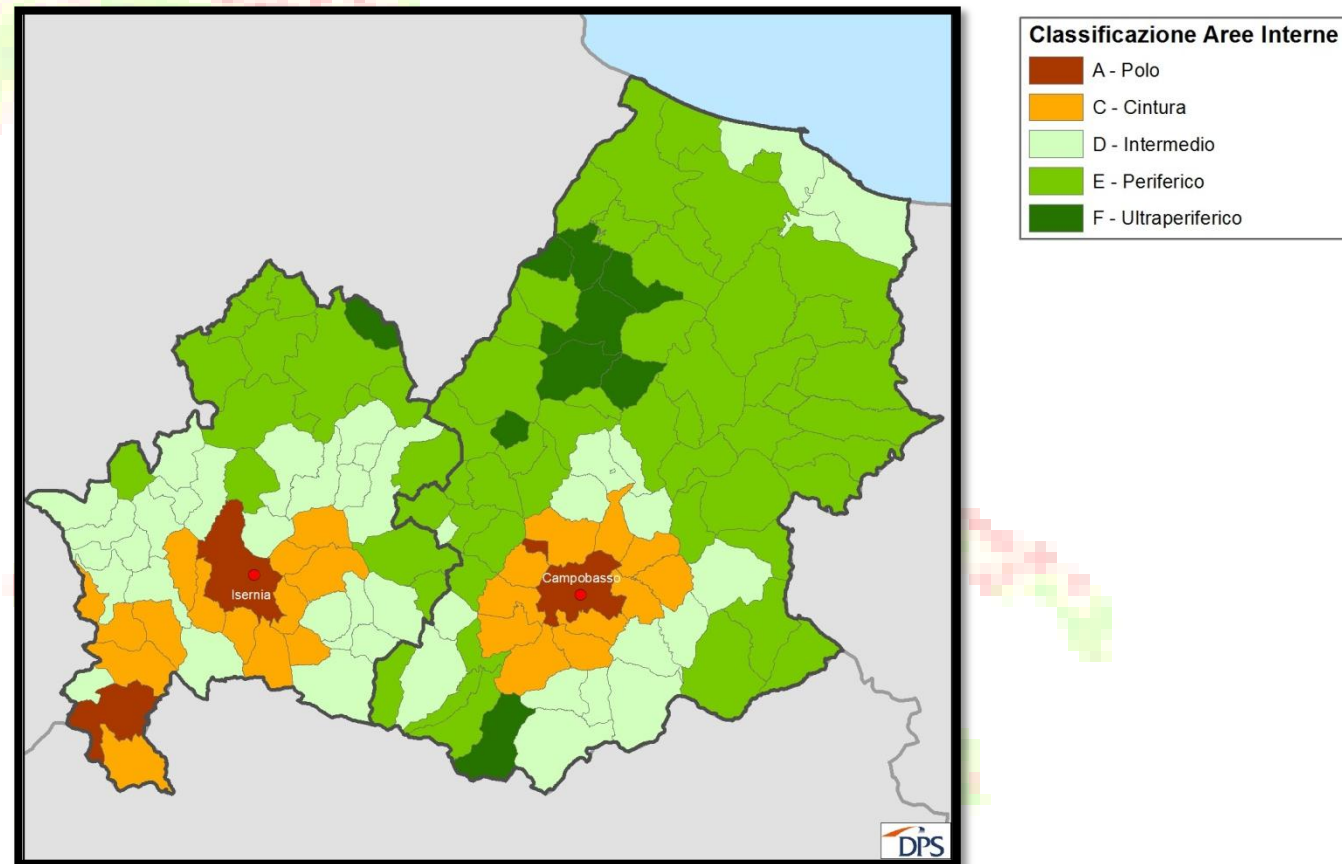 Classificazione Aree Interne
A - Polo
C - Cintura
D - Intermedio
E - Periferico
F - Ultraperiferico
Campobasso
Isernia
DPS